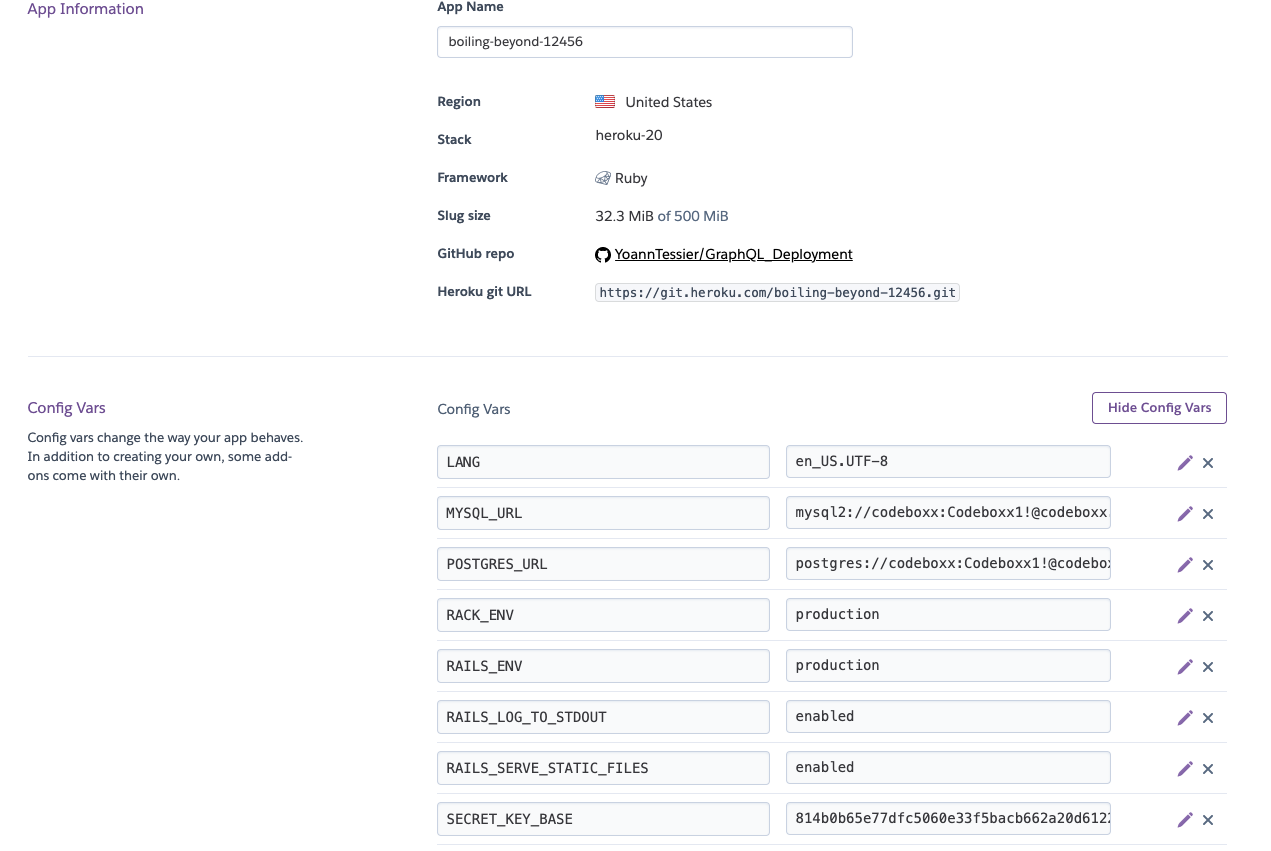 App Information
App Name
boiling-beyond-12456
Region United States
Stack heroku-20
Framework Ruby
Slug size 32.3 MiB of 500 MiB
GitHub repo YoannTessier/GraphQL_Deployment
Heroku git URL https://git.heroku.com/boiling-beyond-12456.git
Config Vars
Config vars change the way your app behaves.
In addition to creating your own, some add-
ons come with their own.
Config Vars Hide Config Vars
LANG en_US.UTF-8
MYSQL_URL mysql2://codeboxx:Codeboxx1!@codeboxx
POSTGRES_URL postgres://codeboxx:Codeboxx1!@codebox
RACK_ENV production
RAILS_ENV production
RAILS_LOG_TO_STDOUT enabled
RAILS_SERVE_STATIC_FILES enabled
SECRET_KEY_BASE 814b0b65e77dfc5060e33f5bacb662a20d6122